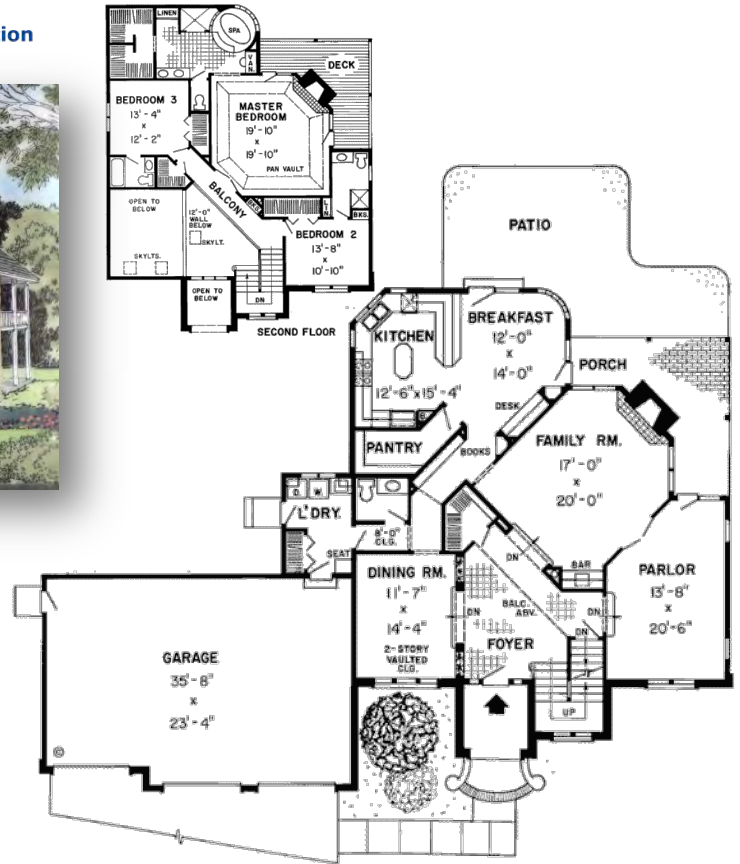 tion
LINEN
SPA
VAN.
DECK
BEDROOM 3
13'-4"
x
12'-2"
MASTER
BEDROOM
19'-10"
x
19'-10"
PAN VAULT
BALCONY
OPEN TO
BELOW
12'-0"
WALL
BELOW
SKYLT.
SKYLTS.
BKS.
LIN.
BKS.
BEDROOM 2
13'-8"
x
10'-10"
OPEN TO
BELOW
DN
SECOND FLOOR
PATIO
KITCHEN
12'-6"x15'-4"
BREAKFAST
12'-0"
x
14'-0"
PORCH
DESK
PANTRY
BOOKS
FAMILY RM.
17'-0"
x
20'-0"
D.
W.
L'DRY.
SEAT
8'-0"
CLG.
DN
BAR
DINING RM.
11'-7"
x
14'-4"
2-STORY
VAULTED
CLG.
DN
BALC.
ABV.
DN
DN
FOYER
PARLOR
13'-8"
x
20'-6"
UP
GARAGE
35'-8"
x
23'-4"
©